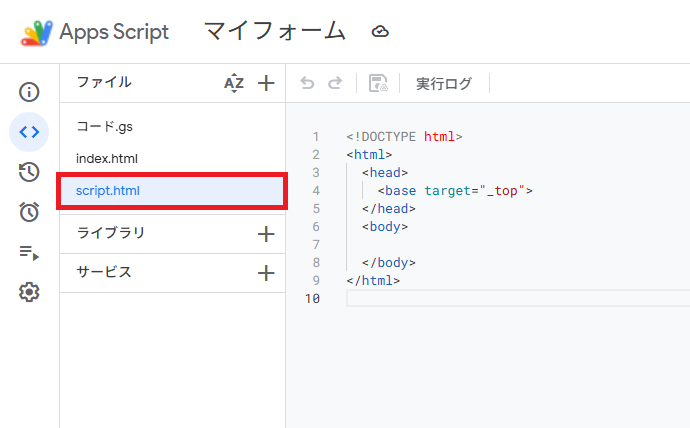 Apps Script マイフォーム
ファイル AZ 実行ログ
コード.gs
index.html
script.html
ライブラリ
サービス
1 <!DOCTYPE html>
2 <html>
3 <head>
4 <base target="_top">
5 </head>
6 <body>
7
8 </body>
9 </html>
10